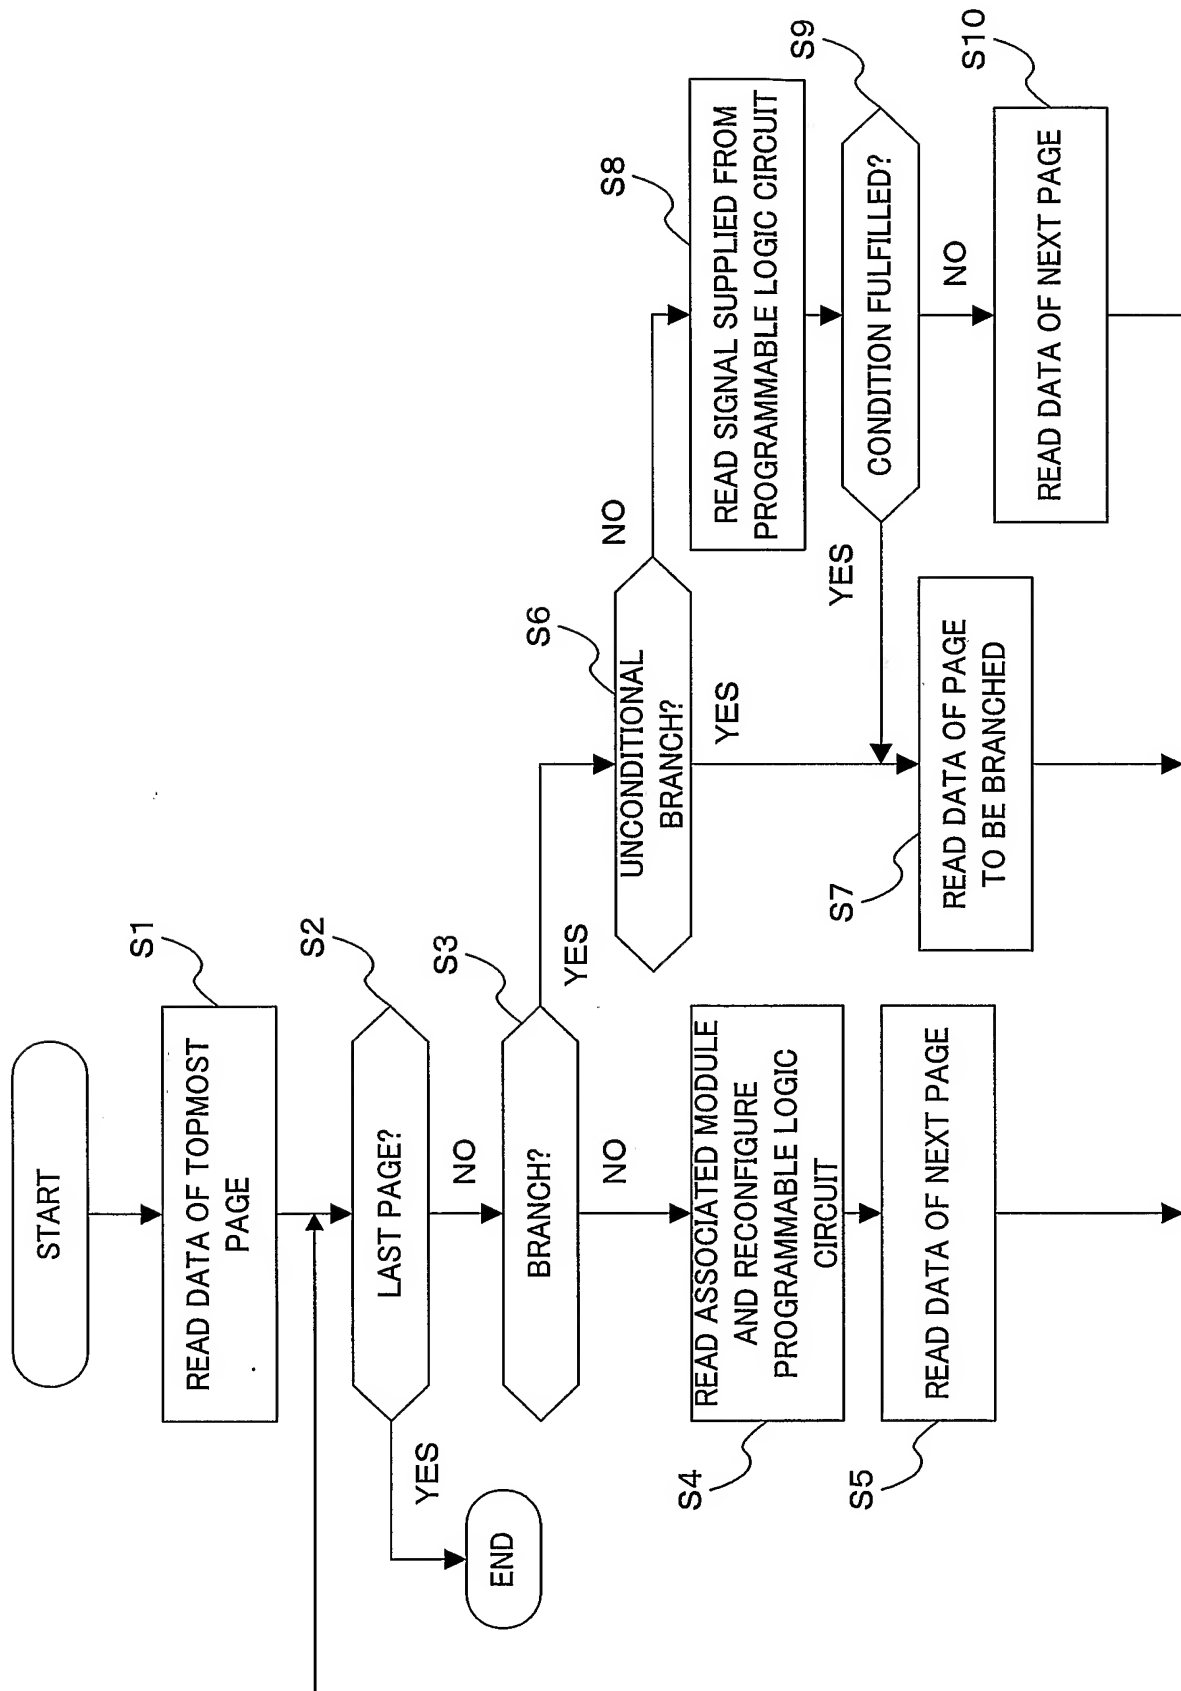 START
S1
READ DATA OF TOPMOST
PAGE
S2
LAST PAGE?
YES
NO
END
S3
BRANCH?
YES
NO
S4
READ ASSOCIATED MODULE
AND RECONFIGURE
PROGRAMMABLE LOGIC
CIRCUIT
S5
READ DATA OF NEXT PAGE
S6
UNCONDITIONAL
BRANCH?
NO
YES
S7
READ DATA OF PAGE
TO BE BRANCHED
S8
READ SIGNAL SUPPLIED FROM
PROGRAMMABLE LOGIC CIRCUIT
S9
CONDITION FULFILLED?
YES
NO
S10
READ DATA OF NEXT PAGE